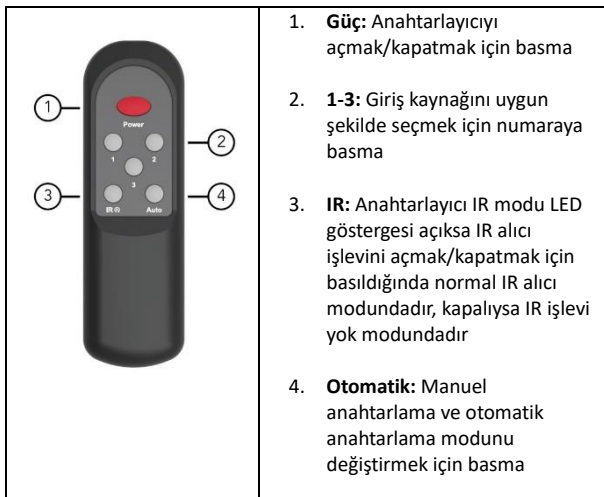 1
Power
2
1 2
3
3
4
IR ®
Auto
1. Güç: Anahtarlayıcıyı
açmak/kapatmak için basma
2. 1-3: Giriş kaynağını uygun
şekilde seçmek için numaraya
basma
3. IR: Anahtarlayıcı IR modu LED
göstergesi açıksa IR alıcı
işlevini açmak/kapatmak için
basıldığında normal IR alıcı
modundadır, kapalıysa IR işlevi
yok modundadır
4. Otomatik: Manuel
anahtarlama ve otomatik
anahtarlama modunu
değiştirmek için basma